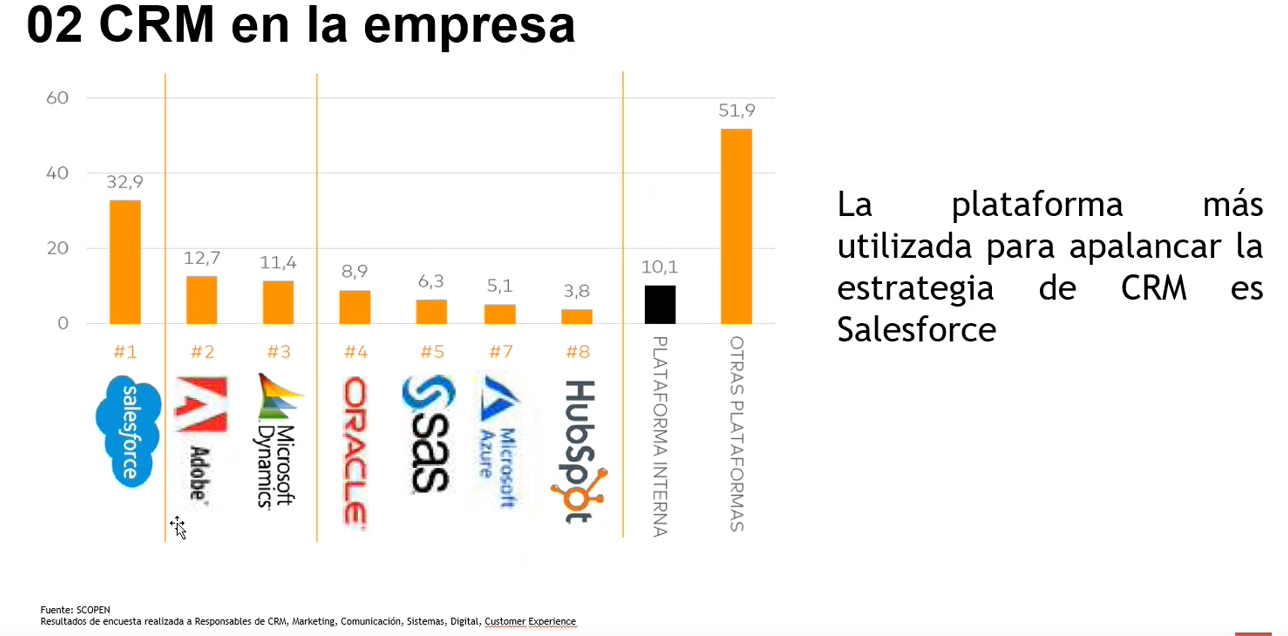 02 CRM en la empresa
60
40
20
0
32,9
12,7
11,4
8,9
6,3
5,1
3,8
10,1
51,9
#1
#2
#3
#4
#5
#7
#8
salesforce
Adobe
Microsoft
Dynamics
ORACLE
sas
Microsoft
Azure
HubSpot
PLATAFORMA INTERNA
OTRAS PLATAFORMAS
La plataforma más
utilizada para apalancar la
estrategia de CRM es
Salesforce
Fuente: SCOPEN
Resultados de encuesta realizada a Responsables de CRM, Marketing, Comunicación, Sistemas, Digital, Customer Experience